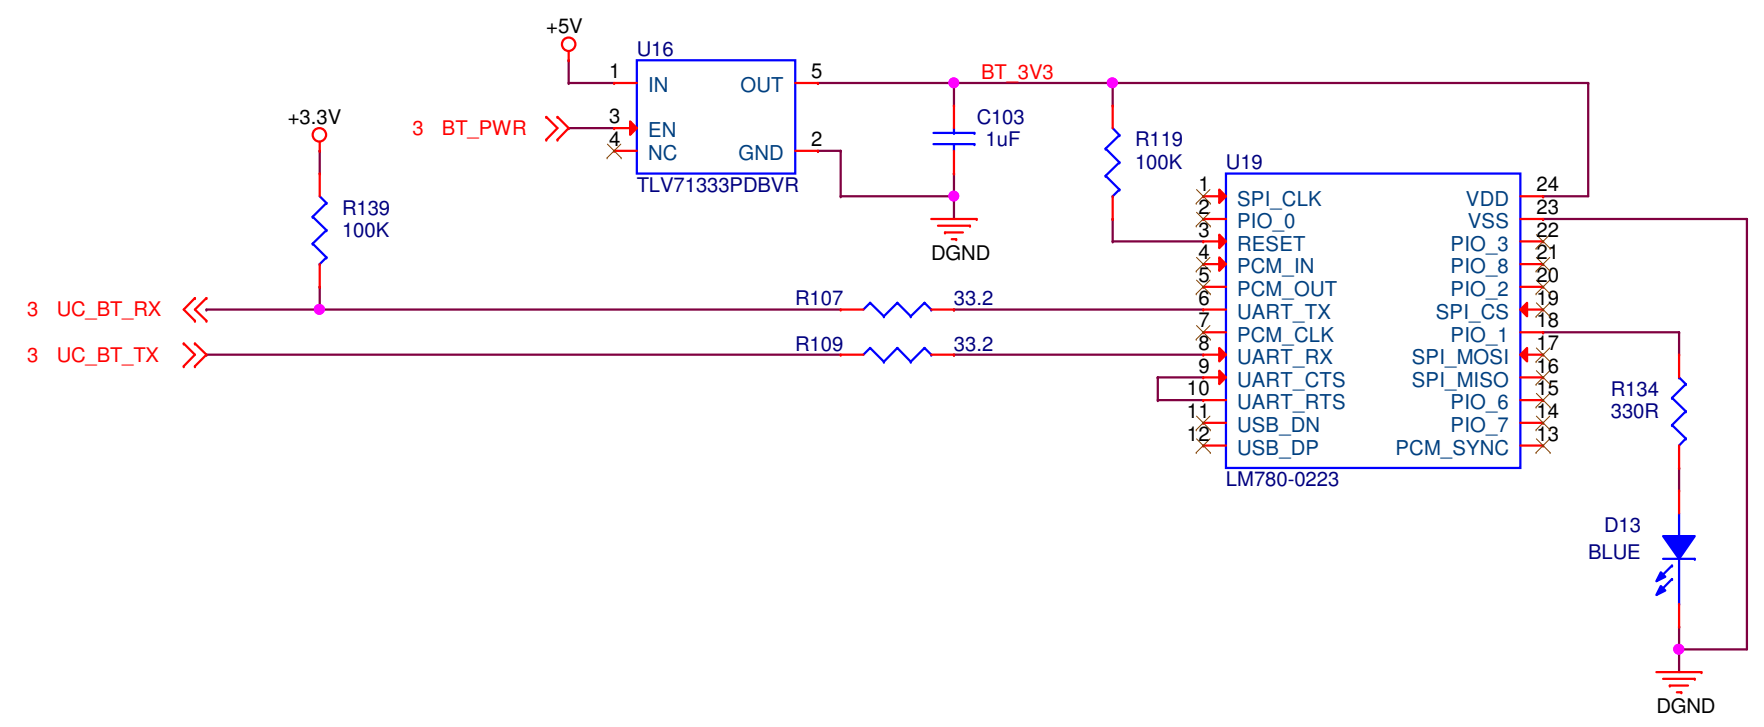 +5V
U16
1
IN
OUT
5
BT_3V3
+3.3V
3 BT_PWR
3
EN
4
NC
GND
2
TLV71333PDBVR
C103
1uF
R119
100K
DGND
R139
100K
U19
1
SPI_CLK
VDD
24
2
PIO_0
VSS
23
3
RESET
PIO_3
22
4
PCM_IN
PIO_8
21
5
PCM_OUT
PIO_2
20
3 UC_BT_RX
R107
33.2
6
UART_TX
SPI_CS
19
7
PCM_CLK
PIO_1
18
3 UC_BT_TX
R109
33.2
8
UART_RX
SPI_MOSI
17
9
UART_CTS
SPI_MISO
16
10
UART_RTS
PIO_6
15
11
USB_DN
PIO_7
14
12
USB_DP
PCM_SYNC
13
LM780-0223
R134
330R
D13
BLUE
DGND